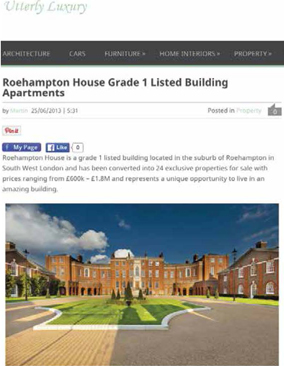 Utterly Luxury
ARCHITECTURE CARS FURNITURE » HOME INTERIORS » PROPERTY »
Roehampton House Grade 1 Listed Building
Apartments
by 25/06/2013 | 5:31 Posted in Property 0
Pin it
f My Page Like 0
Roehampton House is a grade 1 listed building located in the suburb of Roehampton in
South West London and has been converted into 24 exclusive properties for sale with
prices ranging from £600k – £1.8M and represents a unique opportunity to live in an
amazing building.